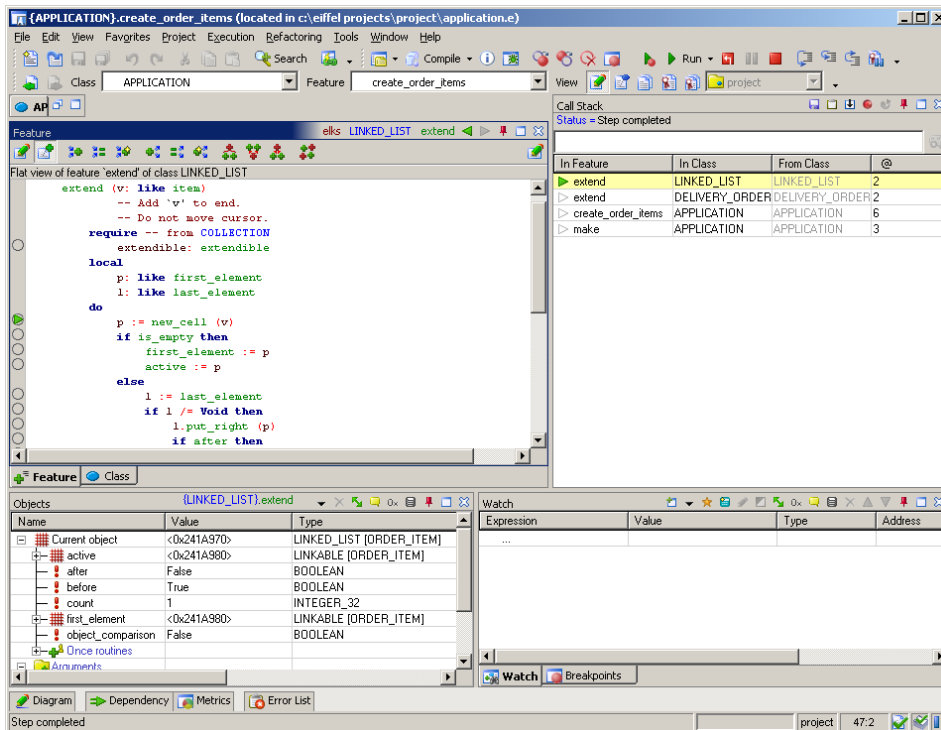 {APPLICATION}.create_order_items (located in c:\eiffel projects\project\application.e)
File Edit View Favorites Project Execution Refactoring Tools Window Help
Search Compile Run
Class APPLICATION Feature create_order_items View project
AP
Call Stack
Status = Step completed
Feature elks LINKED_LIST extend
Flat view of feature `extend' of class LINKED_LIST
In Feature In Class From Class @
extend LINKED_LIST LINKED_LIST 2
extend DELIVERY_ORDER DELIVERY_ORDER 2
create_order_items APPLICATION APPLICATION 6
make APPLICATION APPLICATION 3
extend (v: like item)
-- Add `v' to end.
-- Do not move cursor.
require -- from COLLECTION
extendible: extendible
local
p: like first_element
l: like last_element
do
p := new_cell (v)
if is_empty then
first_element := p
active := p
else
l := last_element
if l /= Void then
l.put_right (p)
if after then
Feature Class
Objects {LINKED_LIST}.extend 0x
Name Value Type
Current object <0x241A970> LINKED_LIST [ORDER_ITEM]
active <0x241A980> LINKABLE [ORDER_ITEM]
after False BOOLEAN
before True BOOLEAN
count 1 INTEGER_32
first_element <0x241A980> LINKABLE [ORDER_ITEM]
object_comparison False BOOLEAN
Once routines
Arguments
Watch 0x
Expression Value Type Address
...
Watch Breakpoints
Diagram Dependency Metrics Error List
Step completed project 47:2